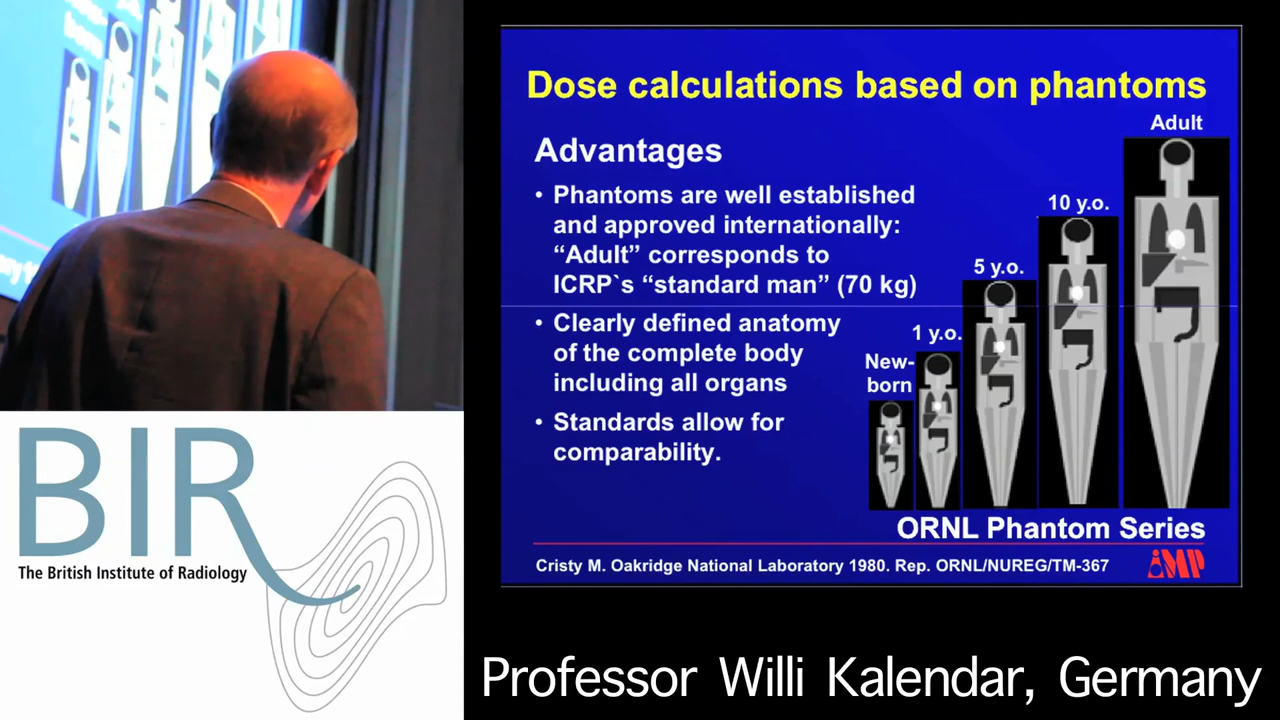 Dose calculations based on phantoms
Advantages
• Phantoms are well established
and approved internationally:
“Adult” corresponds to
ICRP`s “standard man” (70 kg)
• Clearly defined anatomy
of the complete body
including all organs
• Standards allow for
comparability.
New-
born
1 y.o.
5 y.o.
10 y.o.
Adult
ORNL Phantom Series
Cristy M. Oakridge National Laboratory 1980. Rep. ORNL/NUREG/TM-367
iMP
BIR
The British Institute of Radiology
Professor Willi Kalendar, Germany